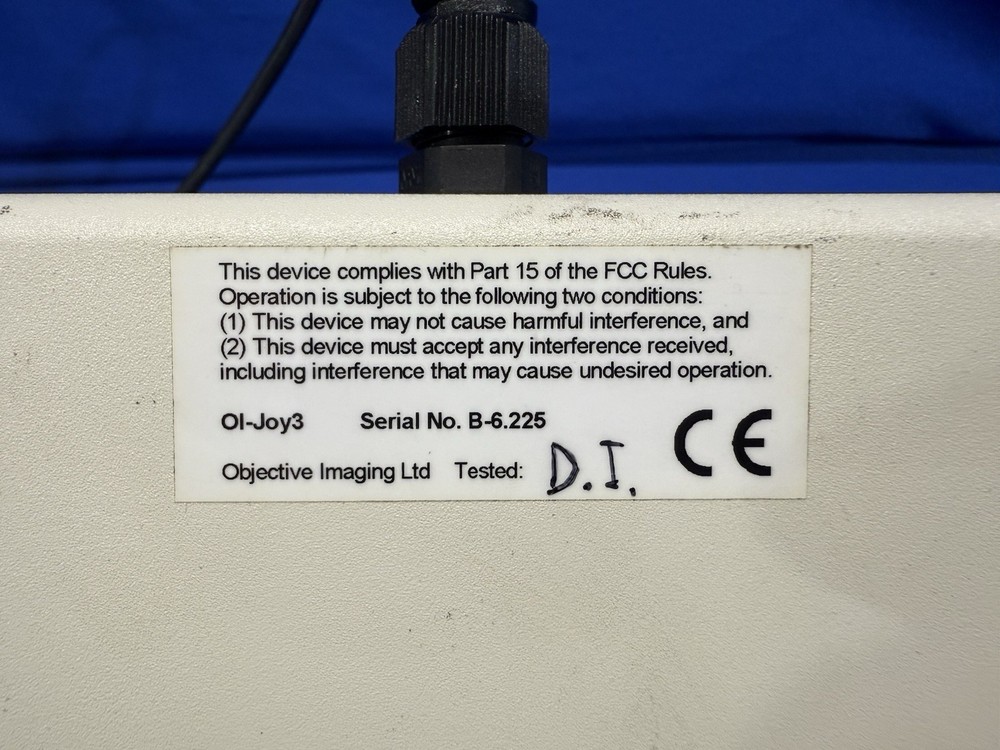 This device complies with Part 15 of the FCC Rules.
Operation is subject to the following two conditions:
(1) This device may not cause harmful interference, and
(2) This device must accept any interference received,
including interference that may cause undesired operation.
OI-Joy3 Serial No. B-6.225
CE
Objective Imaging Ltd Tested: D.I.